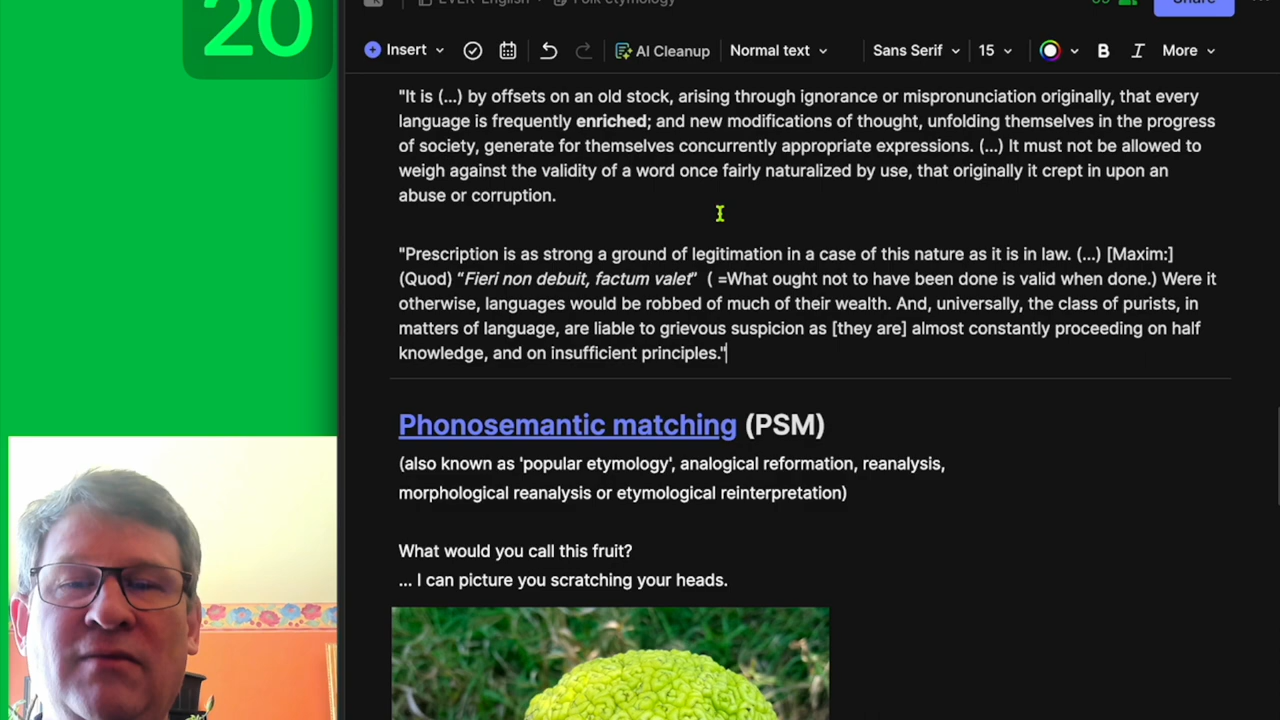 20
EVER-English
Folk etymology
Share
Insert
AI Cleanup
Normal text
Sans Serif
15
B
I
More
"It is (...) by offsets on an old stock, arising through ignorance or mispronunciation originally, that every
language is frequently enriched; and new modifications of thought, unfolding themselves in the progress
of society, generate for themselves concurrently appropriate expressions. (...) It must not be allowed to
weigh against the validity of a word once fairly naturalized by use, that originally it crept in upon an
abuse or corruption.
"Prescription is as strong a ground of legitimation in a case of this nature as it is in law. (...) [Maxim:]
(Quod) “Fieri non debuit, factum valet” ( =What ought not to have been done is valid when done.) Were it
otherwise, languages would be robbed of much of their wealth. And, universally, the class of purists, in
matters of language, are liable to grievous suspicion as [they are] almost constantly proceeding on half
knowledge, and on insufficient principles."
Phonosemantic matching (PSM)
(also known as 'popular etymology', analogical reformation, reanalysis,
morphological reanalysis or etymological reinterpretation)
What would you call this fruit?
... I can picture you scratching your heads.